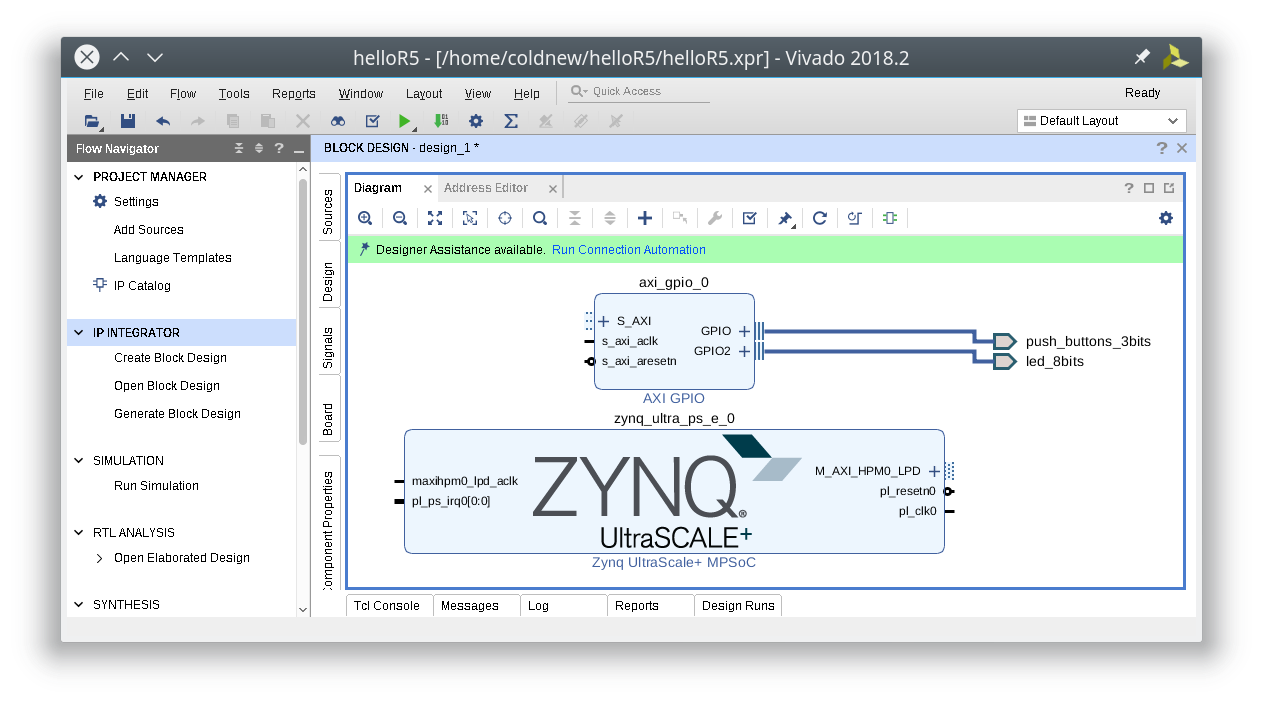 helloR5 - [/home/coldnew/helloR5/helloR5.xpr] - Vivado 2018.2
File Edit Flow Tools Reports Window Layout View Help Quick Access Ready
Default Layout
Flow Navigator
PROJECT MANAGER
Settings
Add Sources
Language Templates
IP Catalog
IP INTEGRATOR
Create Block Design
Open Block Design
Generate Block Design
SIMULATION
Run Simulation
RTL ANALYSIS
Open Elaborated Design
SYNTHESIS
BLOCK DESIGN - design_1 *
Sources
Design
Signals
Board
omponent Properties
Diagram Address Editor
Designer Assistance available. Run Connection Automation
axi_gpio_0
S_AXI
s_axi_aclk
s_axi_aresetn
GPIO
GPIO2
AXI GPIO
push_buttons_3bits
led_8bits
zynq_ultra_ps_e_0
maxihpm0_lpd_aclk
pl_ps_irq0[0:0]
ZYNQ®
UltraSCALE+
M_AXI_HPM0_LPD
pl_resetn0
pl_clk0
Zynq UltraScale+ MPSoC
Tcl Console Messages Log Reports Design Runs